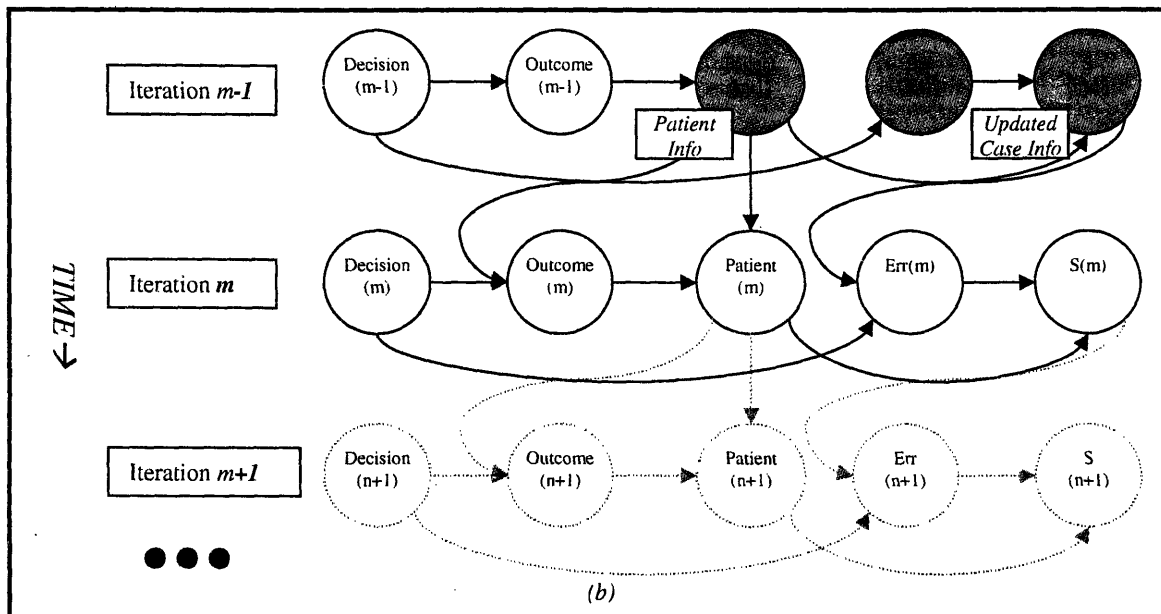 Iteration m-1
Decision
(m-1)
Outcome
(m-1)
Patient
Info
Updated
Case Info
TIME →
Iteration m
Decision
(m)
Outcome
(m)
Patient
(m)
Err(m)
S(m)
Iteration m+1
Decision
(n+1)
Outcome
(n+1)
Patient
(n+1)
Err
(n+1)
S
(n+1)
(b)